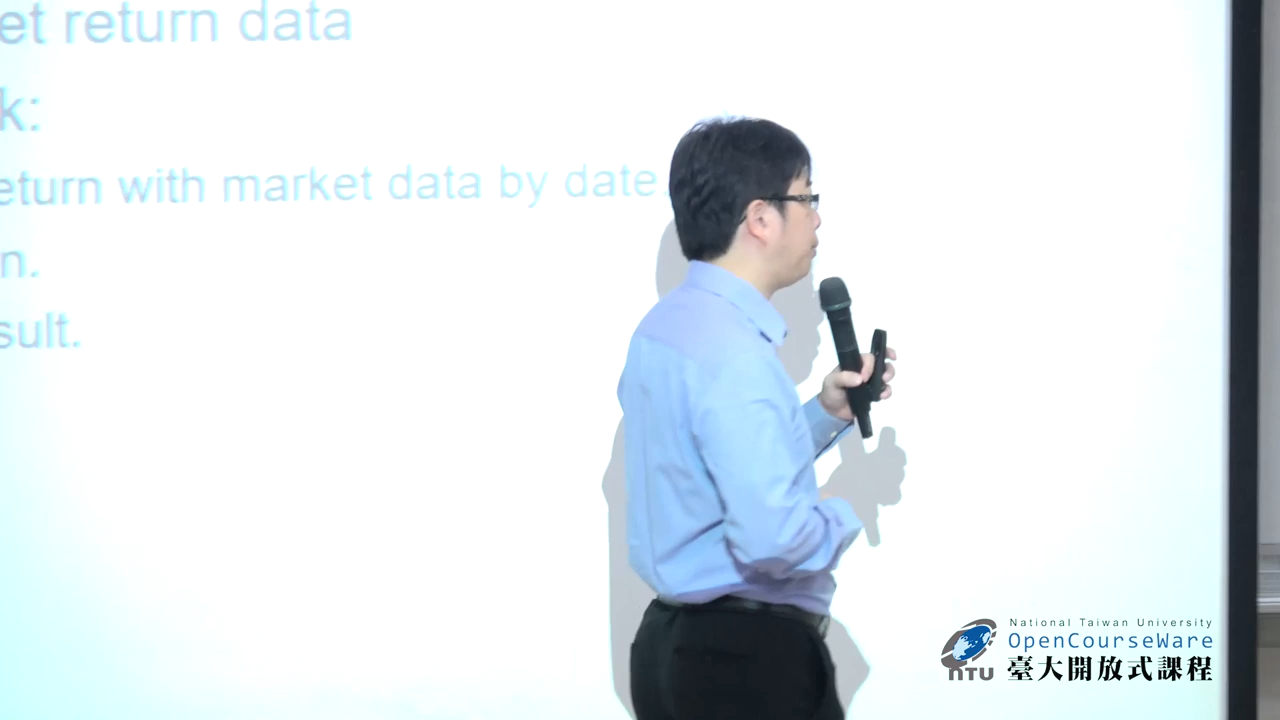 et return data
k:
eturn with market data by date.
n.
sult.
National Taiwan University
OpenCourseWare
NTU 臺大開放式課程